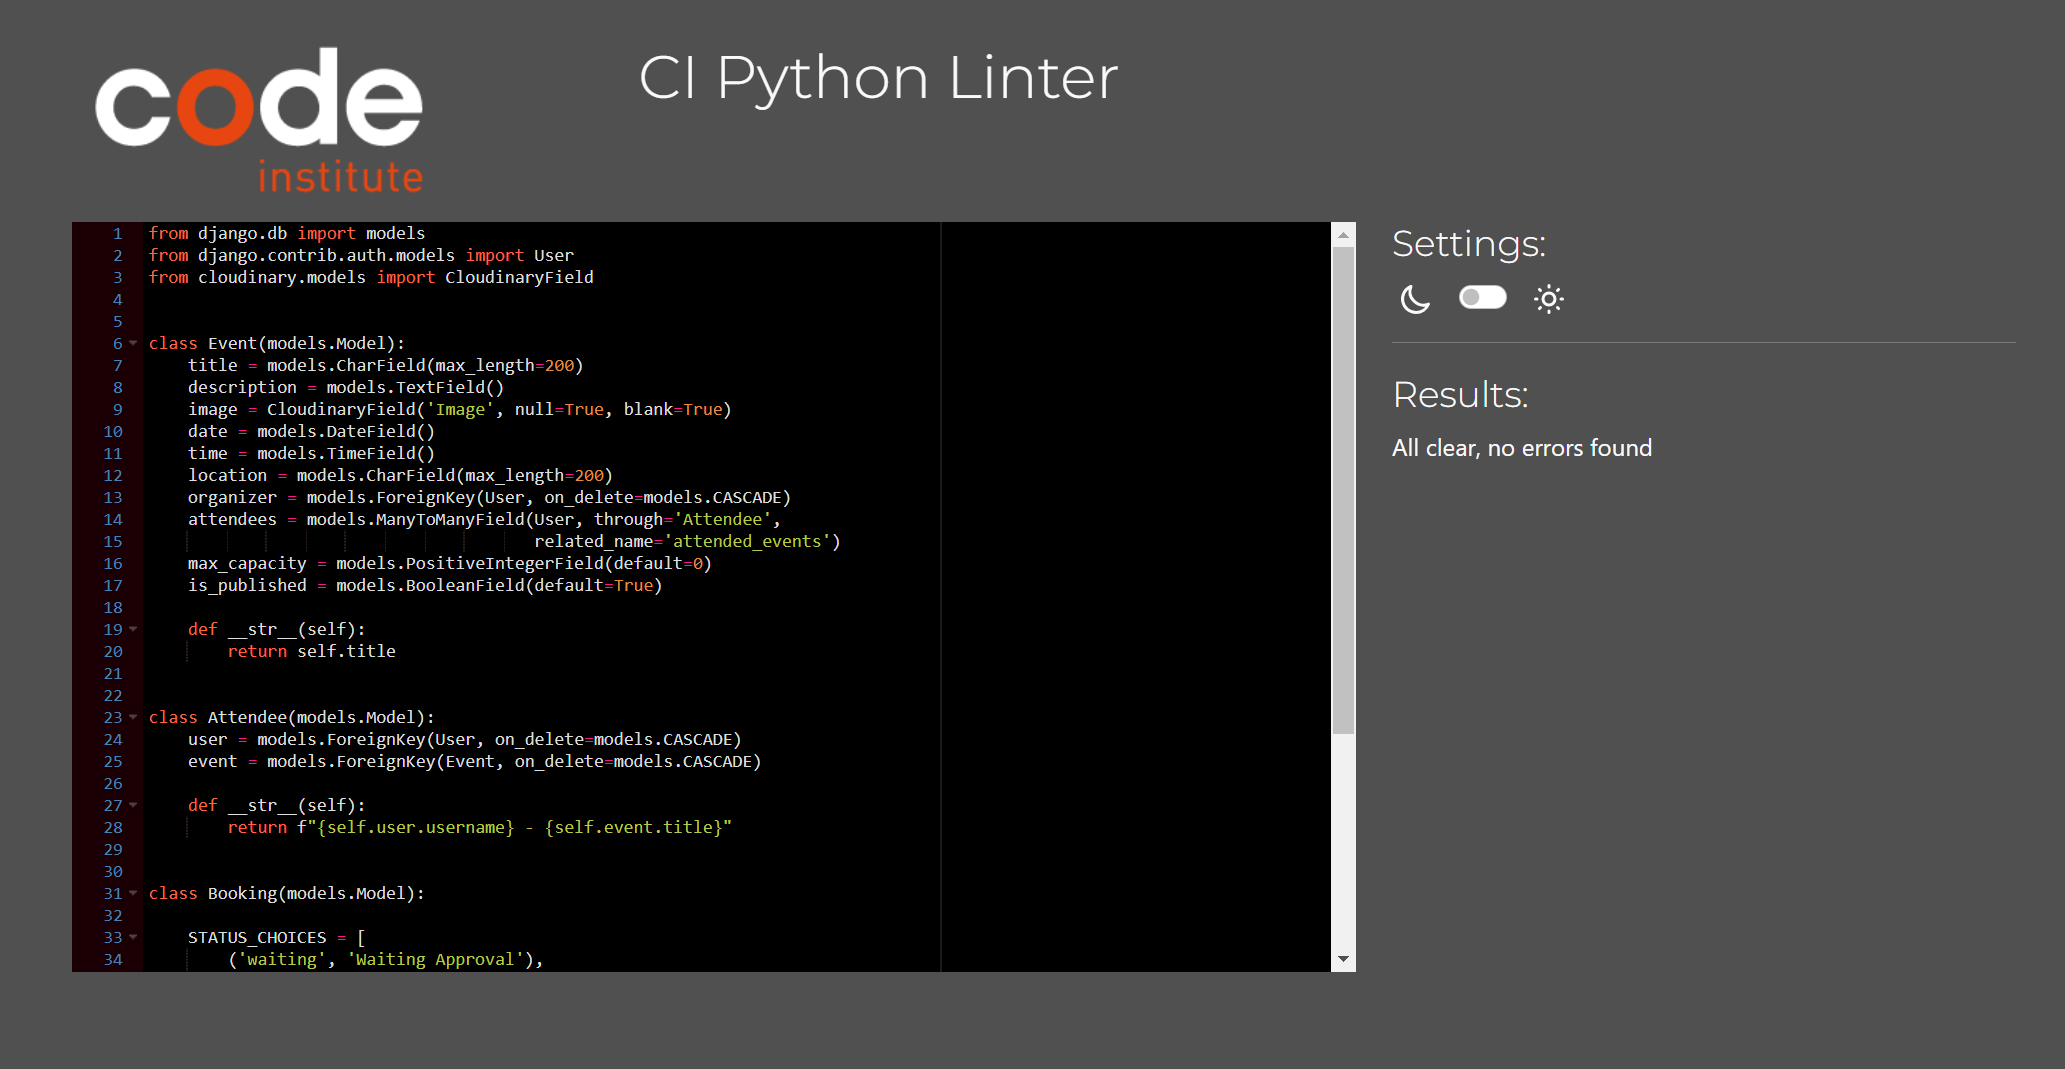 code
institute
CI Python Linter
1 from django.db import models
2 from django.contrib.auth.models import User
3 from cloudinary.models import CloudinaryField
4
5
6 class Event(models.Model):
7     title = models.CharField(max_length=200)
8     description = models.TextField()
9     image = CloudinaryField('Image', null=True, blank=True)
10     date = models.DateField()
11     time = models.TimeField()
12     location = models.CharField(max_length=200)
13     organizer = models.ForeignKey(User, on_delete=models.CASCADE)
14     attendees = models.ManyToManyField(User, through='Attendee',
15                                        related_name='attended_events')
16     max_capacity = models.PositiveIntegerField(default=0)
17     is_published = models.BooleanField(default=True)
18
19     def __str__(self):
20         return self.title
21
22
23 class Attendee(models.Model):
24     user = models.ForeignKey(User, on_delete=models.CASCADE)
25     event = models.ForeignKey(Event, on_delete=models.CASCADE)
26
27     def __str__(self):
28         return f"{self.user.username} - {self.event.title}"
29
30
31 class Booking(models.Model):
32
33     STATUS_CHOICES = [
34         ('waiting', 'Waiting Approval'),
Settings:
Results:
All clear, no errors found